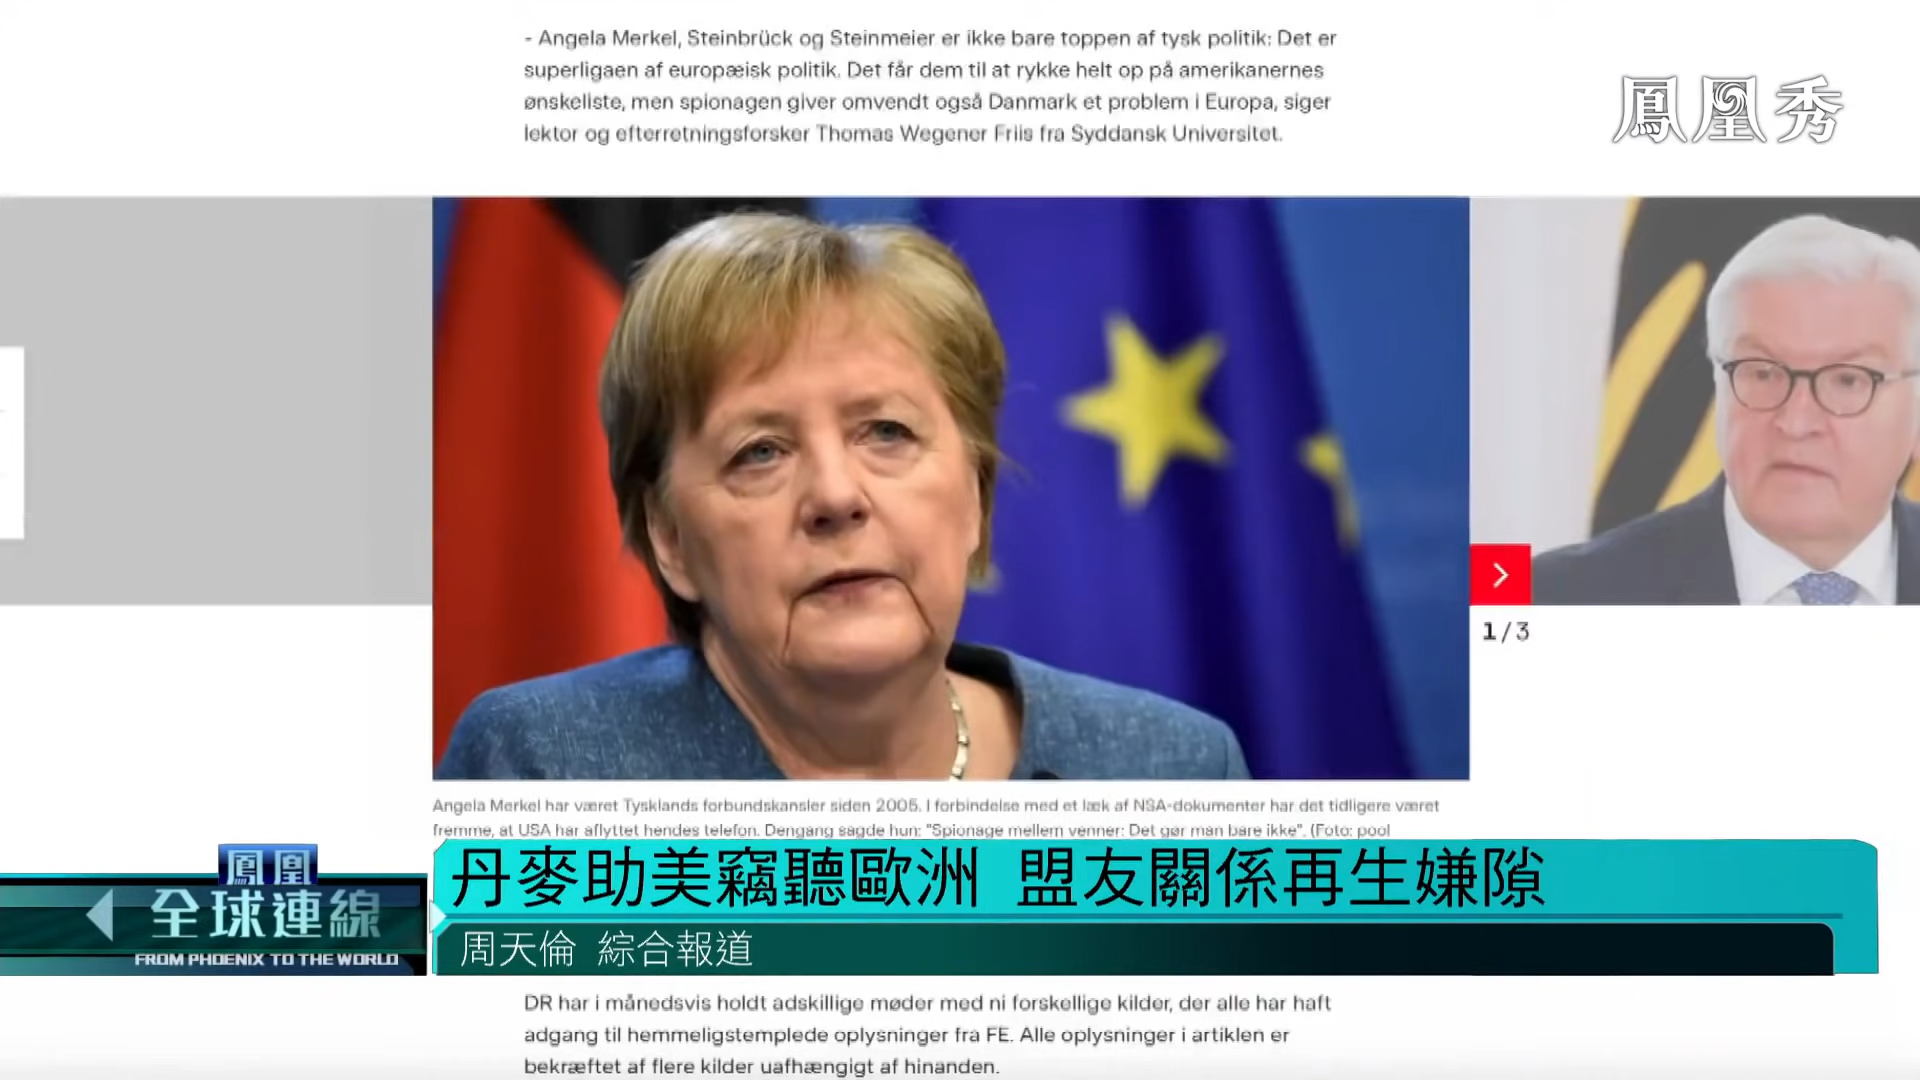 - Angela Merkel, Steinbrück og Steinmeier er ikke bare toppen af tysk politik: Det er
superligaen af europæisk politik. Det får dem til at rykke helt op på amerikanernes
ønskeliste, men spionagen giver omvendt også Danmark et problem i Europa, siger
lektor og efterretningsforsker Thomas Wegener Friis fra Syddansk Universitet.
鳳凰秀
1/3
Angela Merkel har været Tysklands forbundskansler siden 2005. I forbindelse med et læk af NSA-dokumenter har det tidligere været
fremme, at USA har aflyttet hendes telefon. Dengang sagde hun: "Spionage mellem venner: Det gør man bare ikke". (Foto: pool
鳳凰
全球連線
FROM PHOENIX TO THE WORLD
丹麥助美竊聽歐洲 盟友關係再生嫌隙
周天倫 綜合報道
DR har i månedsvis holdt adskillige møder med ni forskellige kilder, der alle har haft
adgang til hemmeligstemplede oplysninger fra FE. Alle oplysninger i artiklen er
bekræftet af flere kilder uafhængigt af hinanden.